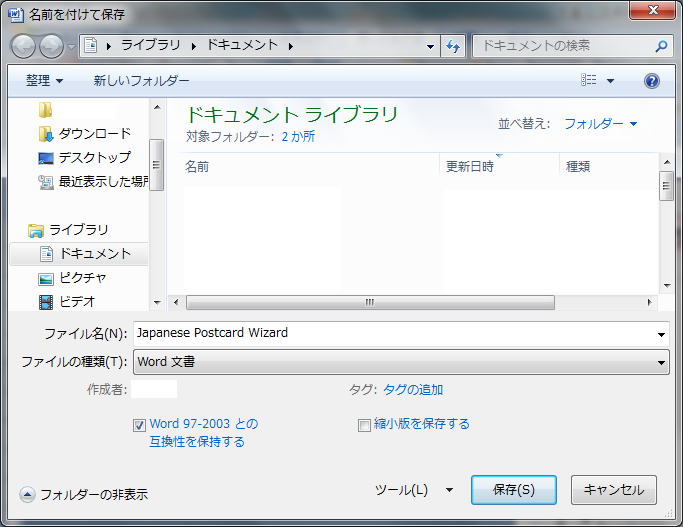 名前を付けて保存
ライブラリ ドキュメント
ドキュメントの検索
整理
新しいフォルダー
ダウンロード
デスクトップ
最近表示した場所
ライブラリ
ドキュメント
ピクチャ
ビデオ
ドキュメント ライブラリ
対象フォルダー: 2 か所
並べ替え: フォルダー
名前 更新日時 種類
ファイル名(N): Japanese Postcard Wizard
ファイルの種類(T): Word 文書
作成者:
タグ: タグの追加
Word 97-2003 との
互換性を保持する
縮小版を保存する
フォルダーの非表示
ツール(L)
保存(S)
キャンセル